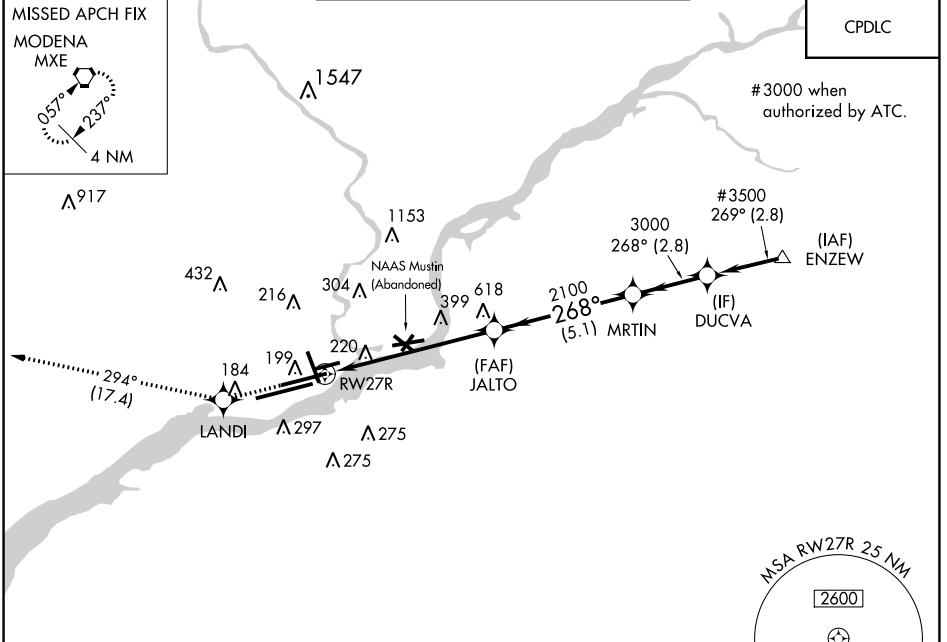 MISSED APCH FIX
MODENA
MXE
057°
237°
4 NM
CPDLC
#3000 when
authorized by ATC.
1547
917
1153
NAAS Mustin
(Abandoned)
432
216
304
399
618
220
199
184
297
275
275
#3500
269° (2.8)
3000
268° (2.8)
2100
268°
(5.1)
(IAF)
ENZEW
(IF)
DUCVA
MRTIN
(FAF)
JALTO
RW27R
LANDI
294°
(17.4)
MSA RW27R 25 NM
2600